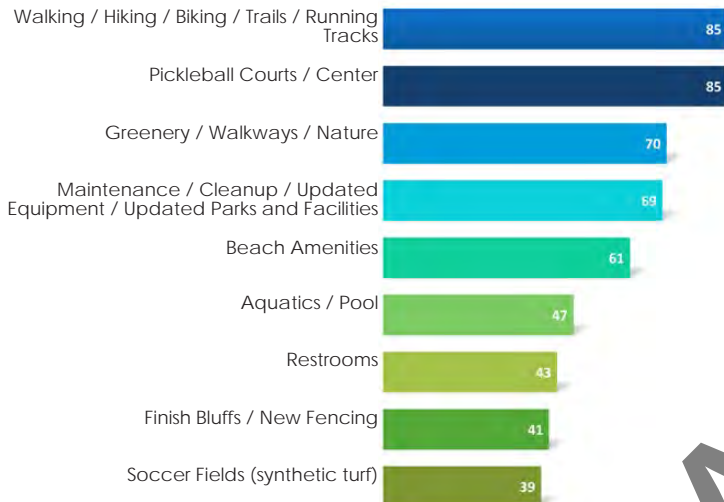 Walking / Hiking / Biking / Trails / Running
Tracks
85
Pickleball Courts / Center
85
Greenery / Walkways / Nature
70
Maintenance / Cleanup / Updated
Equipment / Updated Parks and Facilities
69
Beach Amenities
61
Aquatics / Pool
47
Restrooms
43
Finish Bluffs / New Fencing
41
Soccer Fields (synthetic turf)
39